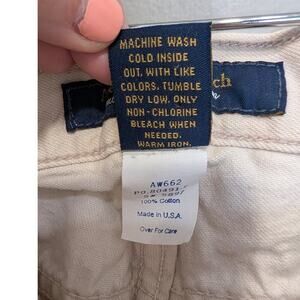 MACHINE WASH
COLD INSIDE
OUT, WITH LIKE
COLORS. TUMBLE
DRY LOW. ONLY
NON-CHLORINE
BLEACH WHEN
NEEDED.
WARM IRON.
ch
AW662
100% Cotton
Made in U.S.A.
Over For Care